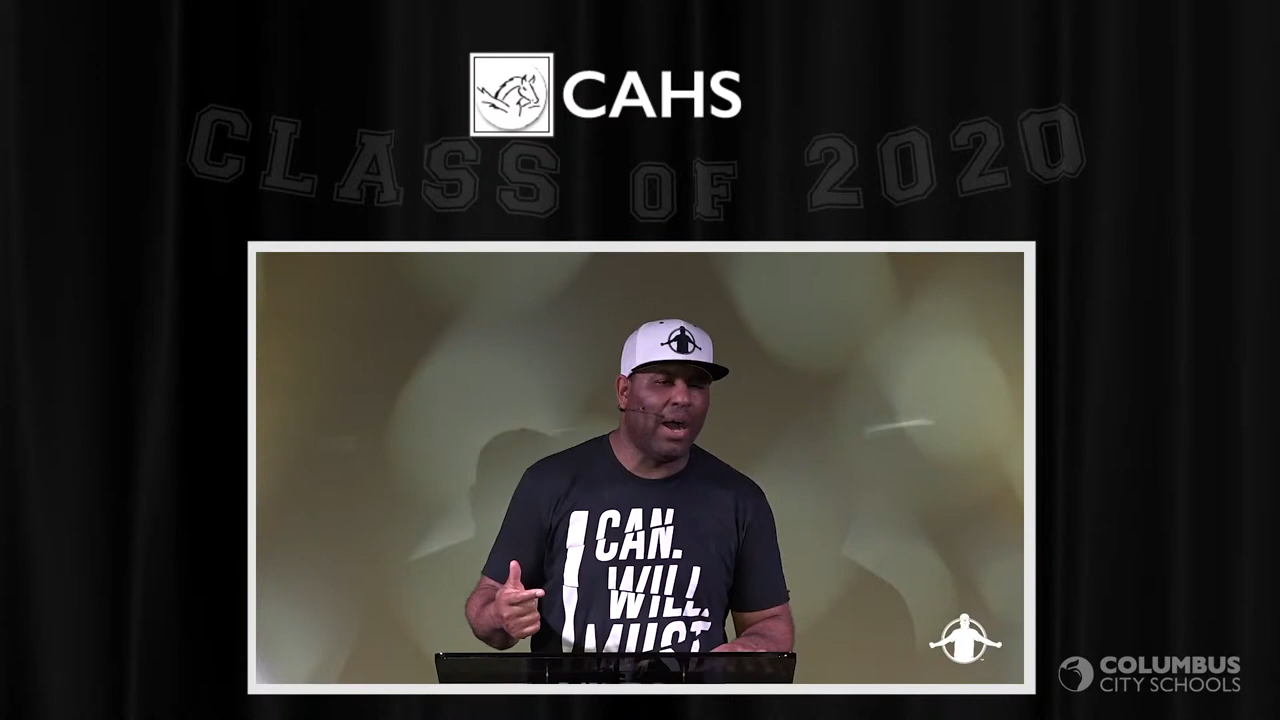 CAHS
CLASS OF 2020
I CAN.
WILL.
MUST
COLUMBUS
CITY SCHOOLS